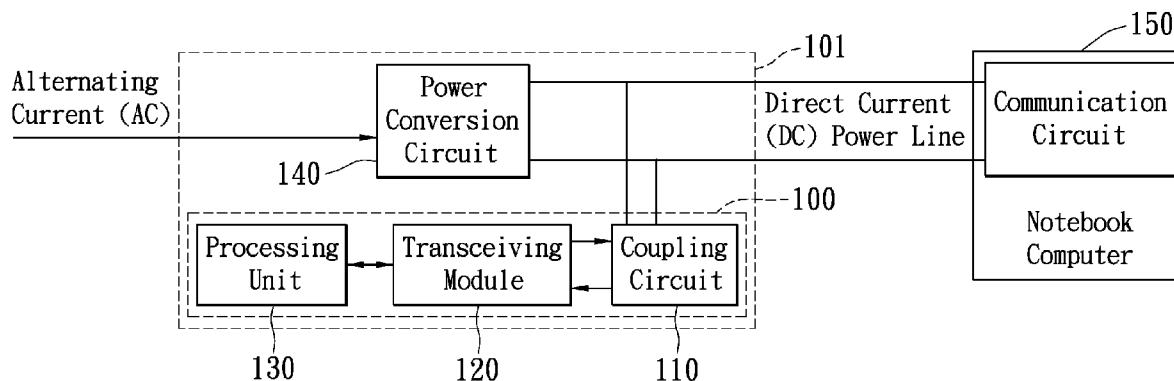 150
101
Alternating
Current (AC)
Power
Conversion
Circuit
140
Direct Current
(DC) Power Line
Communication
Circuit
Notebook
Computer
100
Processing
Unit
Transceiving
Module
Coupling
Circuit
130
120
110